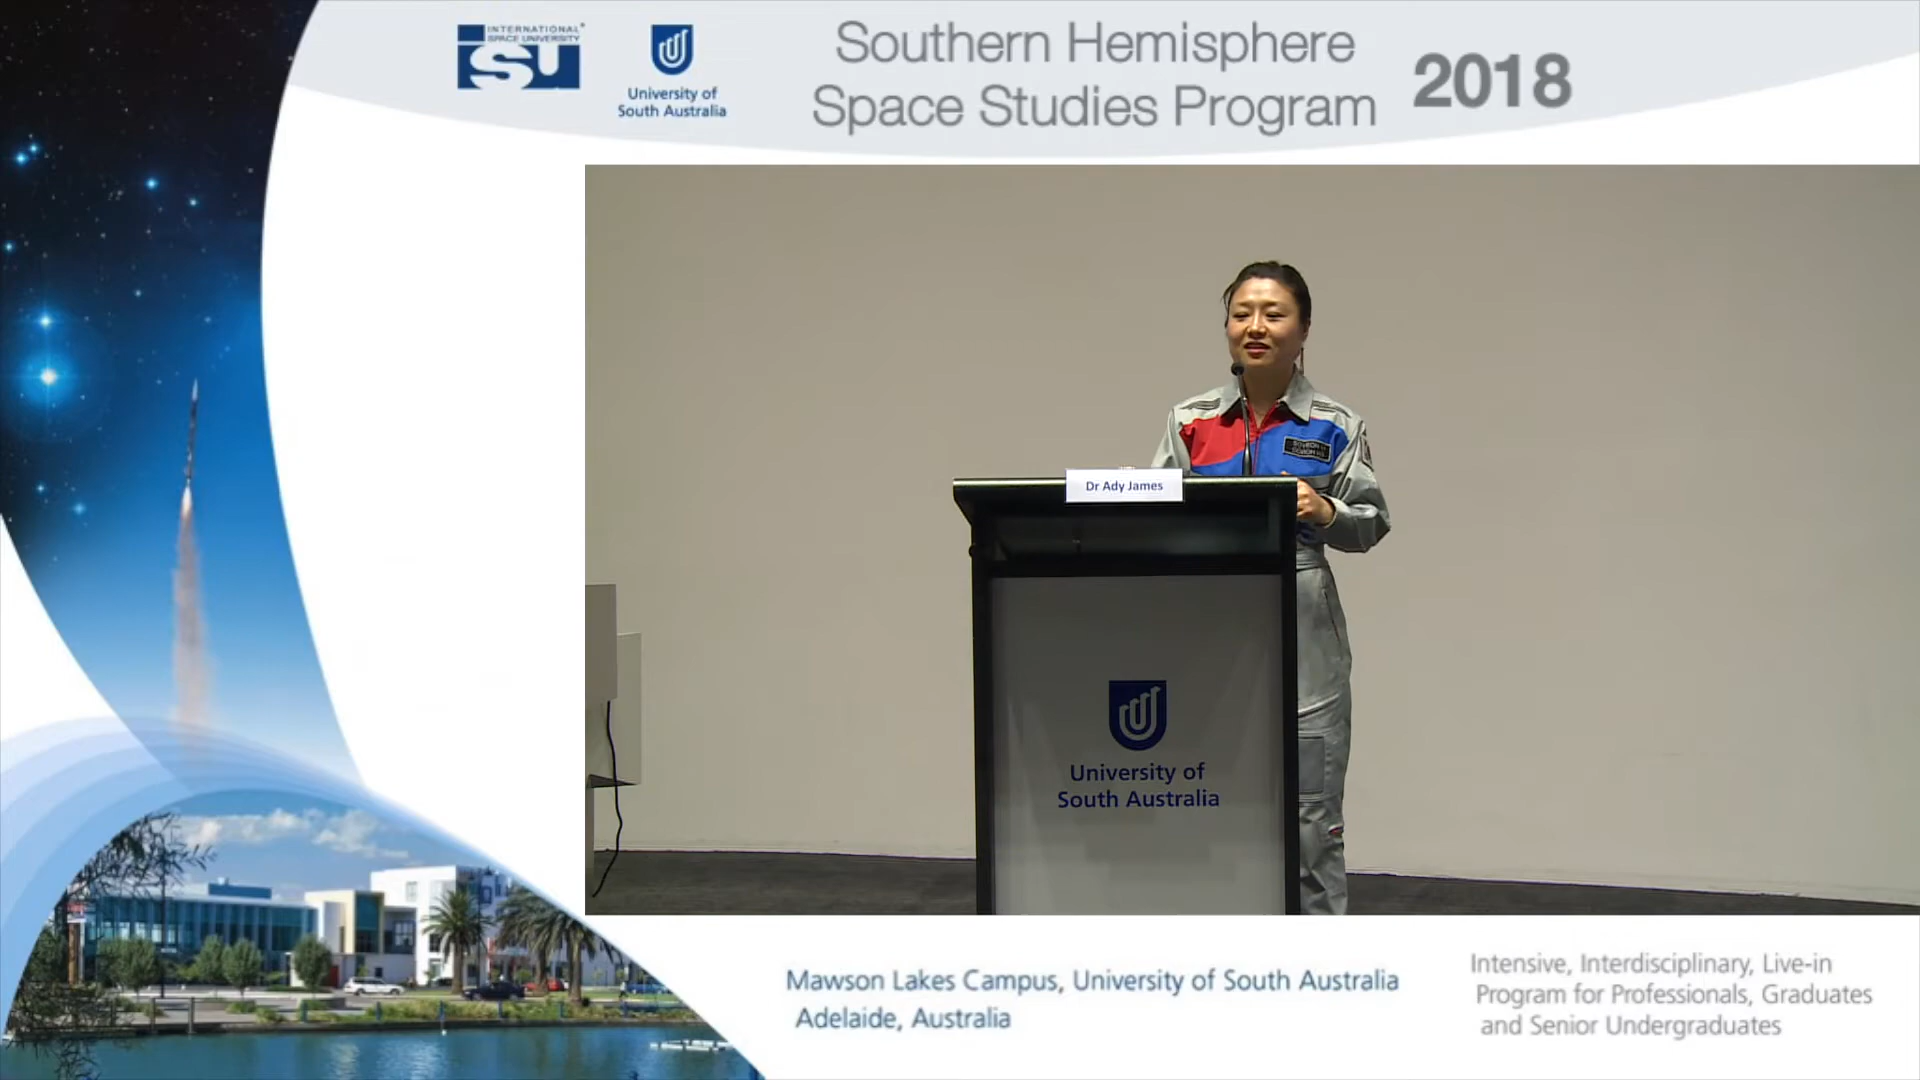 INTERNATIONAL
SPACE UNIVERSITY
isu
University of
South Australia
Southern Hemisphere
Space Studies Program
2018
Dr Ady James
University of
South Australia
Mawson Lakes Campus, University of South Australia
Adelaide, Australia
Intensive, Interdisciplinary, Live-in
Program for Professionals, Graduates
and Senior Undergraduates